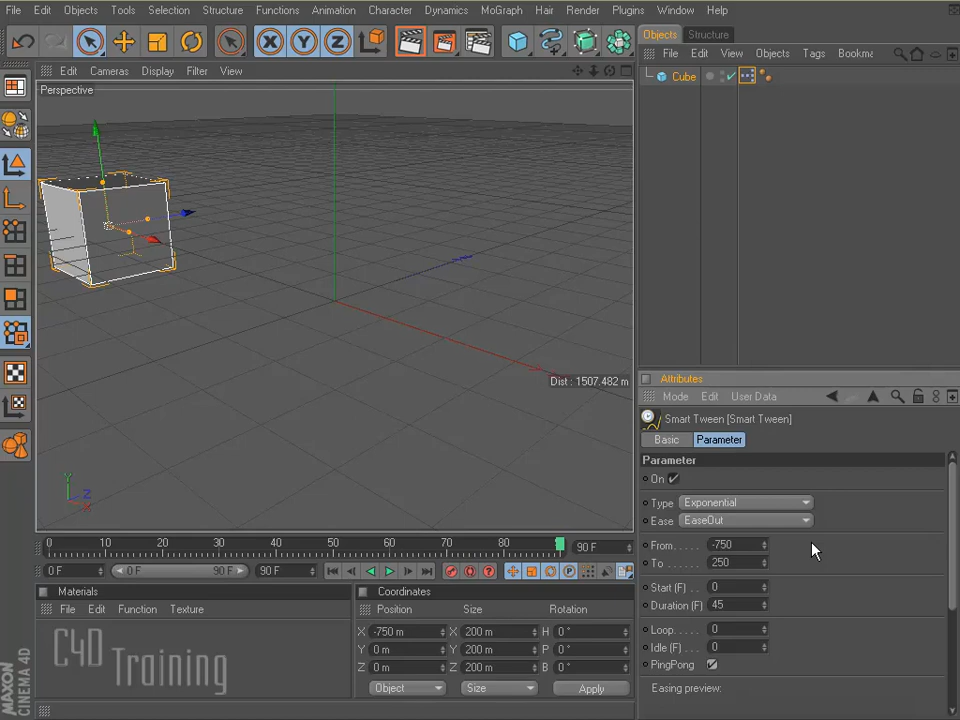 File Edit Objects Tools Selection Structure Functions Animation Character Dynamics MoGraph Hair Render Plugins Window Help
Objects Structure
File Edit View Objects Tags Bookma
Cube
Edit Cameras Display Filter View
Perspective
Dist : 1507.482 m
Y
Z
X
Attributes
Mode Edit User Data
Smart Tween [Smart Tween]
Basic Parameter
Parameter
On
Type Exponential
Ease EaseOut
From. . . . . -750
To . . . . . . 250
Start (F) . 0
Duration (F) 45
Loop. . . . . 0
Idle (F) . . 0
PingPong
Easing preview:
0 10 20 30 40 50 60 70 80 90 F
0 F 0 F 90 F 90 F
Materials
File Edit Function Texture
C4D Training
Coordinates
Position Size Rotation
X -750 m X 200 m H 0 °
Y 0 m Y 200 m P 0 °
Z 0 m Z 200 m B 0 °
Object Size Apply
MAXON
CINEMA 4D